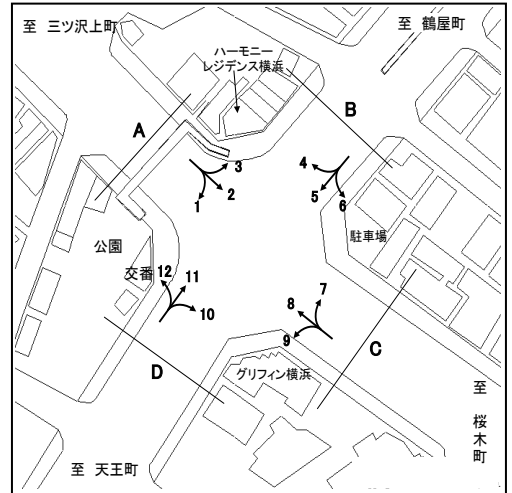 至 三ツ沢上町
至 鶴屋町
ハーモニー
レジデンス横浜
A
B
3
4
2
5
1
6
駐車場
公園
交番
12
11
7
8
10
9
C
D
グリフィン横浜
至
桜
木
町
至 天王町